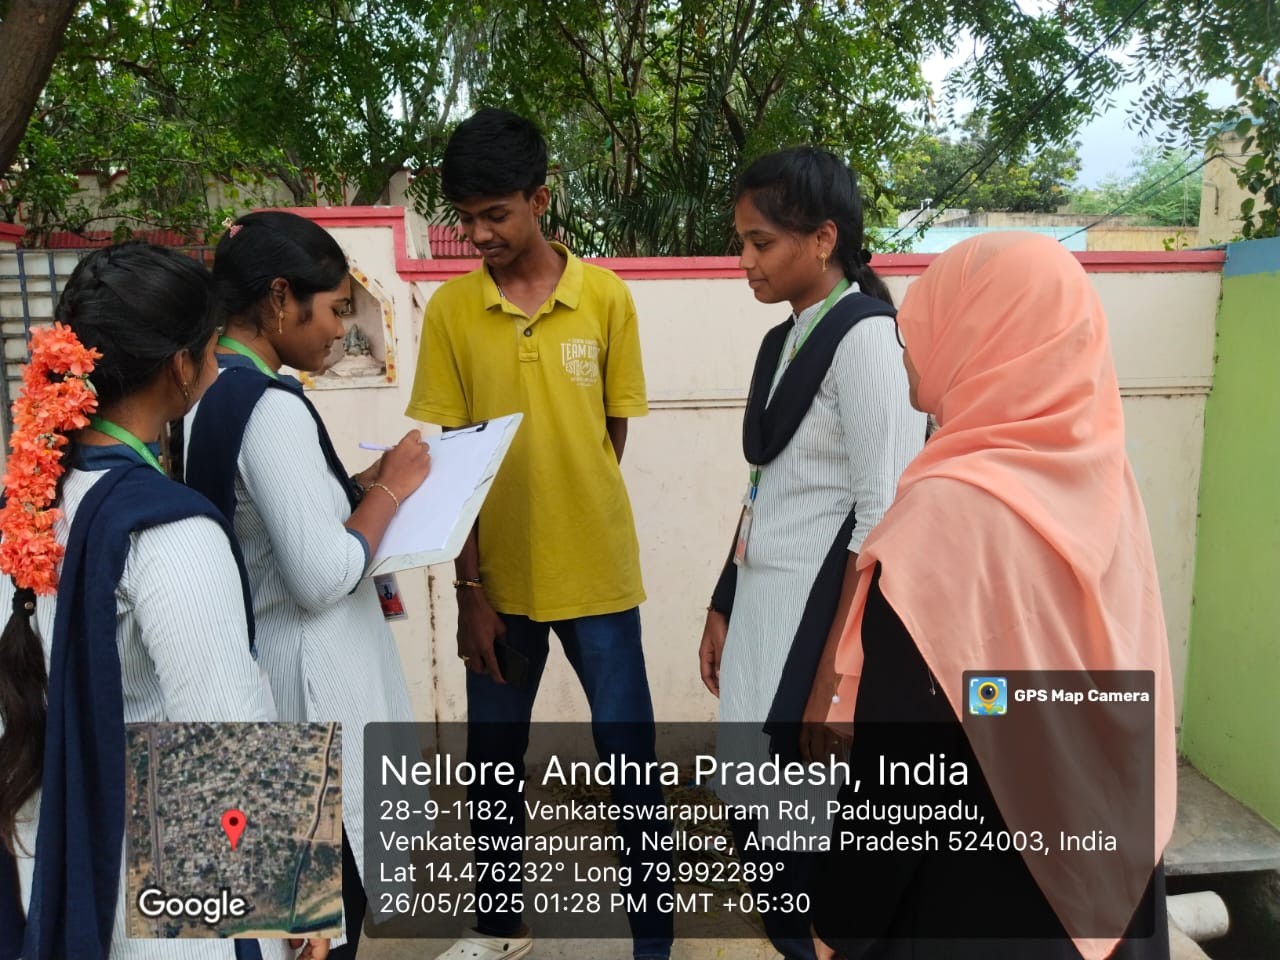 TEAM
GPS Map Camera
Nellore, Andhra Pradesh, India
28-9-1182, Venkateswarapuram Rd, Padugupadu,
Venkateswarapuram, Nellore, Andhra Pradesh 524003, India
Lat 14.476232° Long 79.992289°
26/05/2025 01:28 PM GMT +05:30
Google